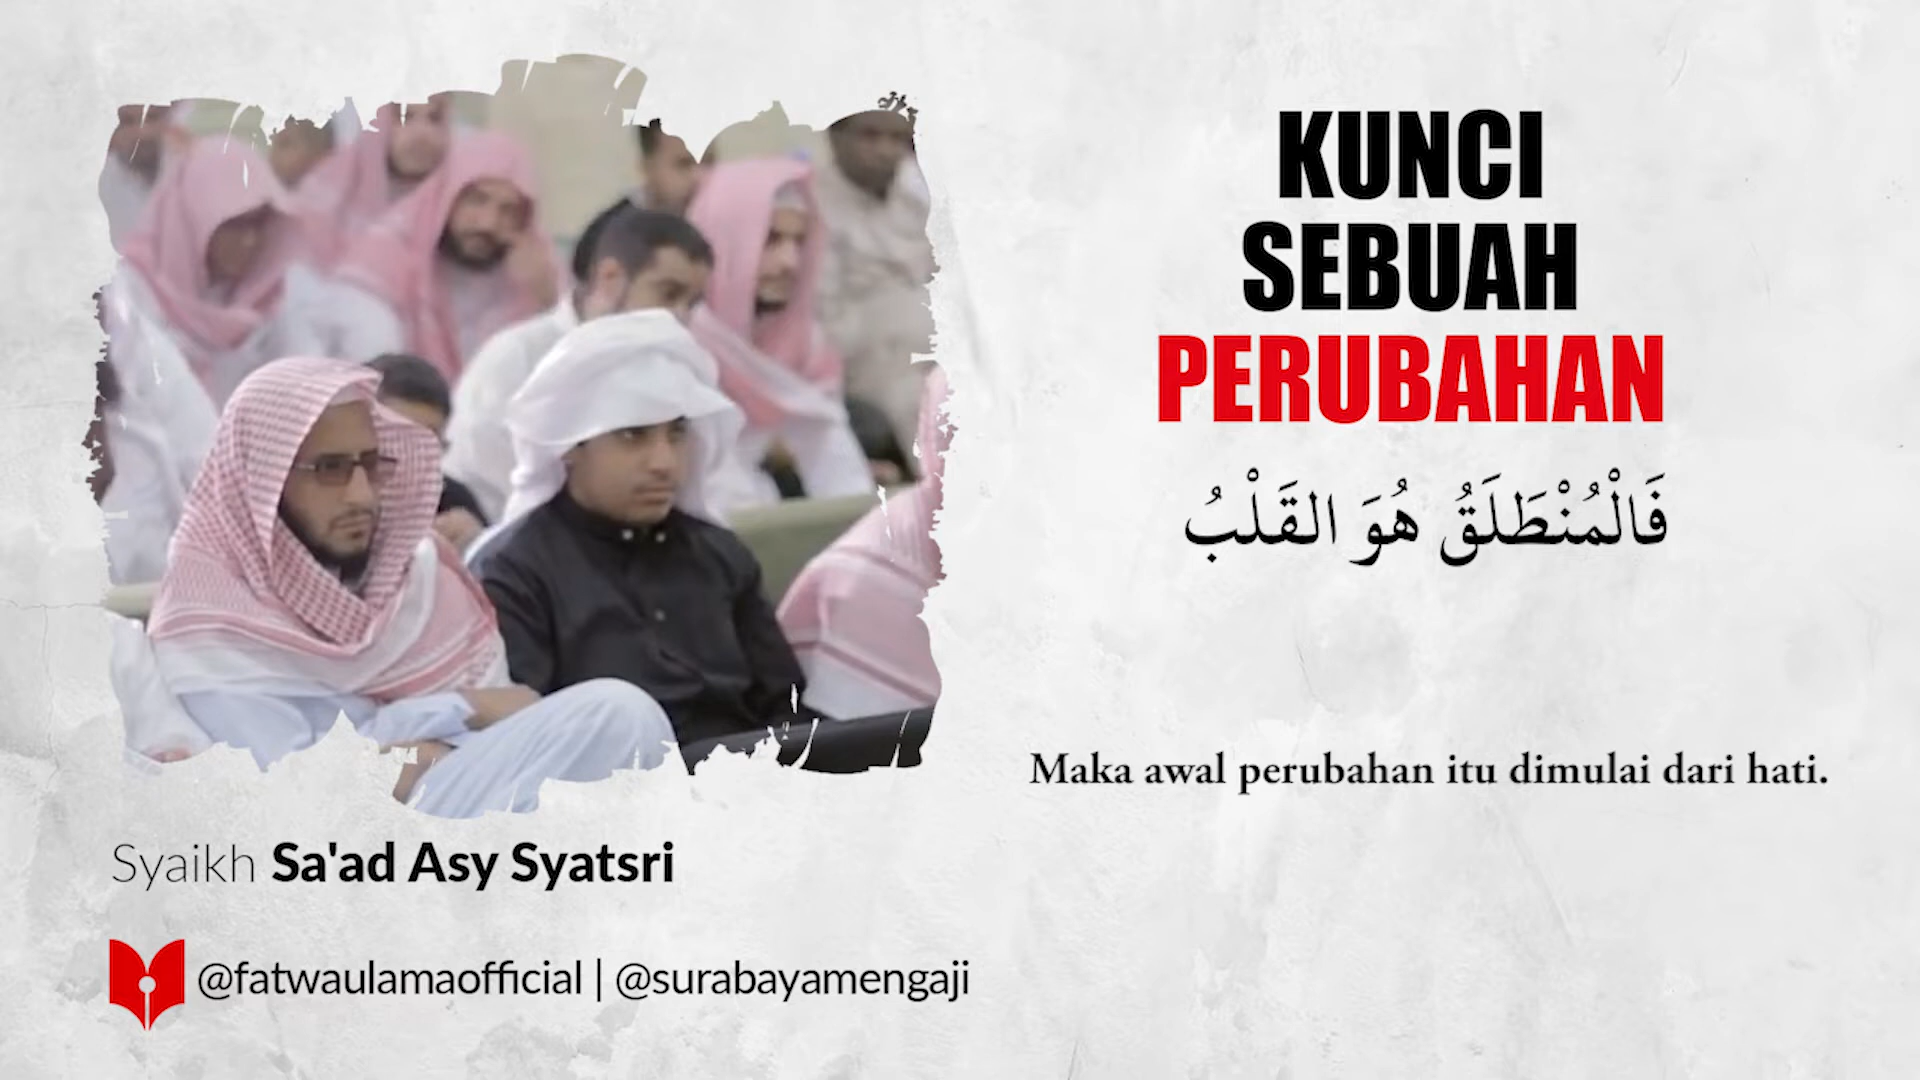 KUNCI
SEBUAH
PERUBAHAN
فَالْمُنْطَلَقُ هُوَ القَلْبُ
Maka awal perubahan itu dimulai dari hati.
Syaikh Sa'ad Asy Syatsri
@fatwaulamaofficial | @surabayamengaji